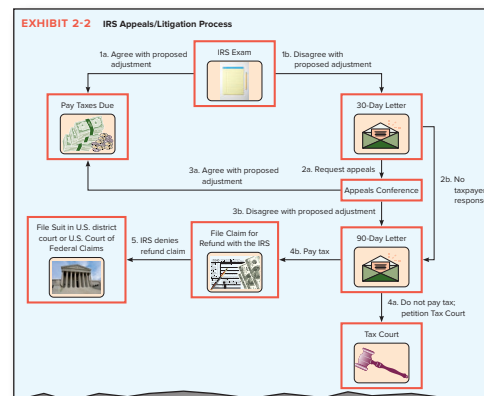 EXHIBIT 2-2 IRS Appeals/Litigation Process
1a. Agree with proposed
adjustment
IRS Exam
1b. Disagree with
proposed adjustment
Pay Taxes Due
30-Day Letter
3a. Agree with proposed
adjustment
2a. Request appeals
2b. No
taxpayer
response
Appeals Conference
3b. Disagree with proposed adjustment
File Suit in U.S. district
court or U.S. Court of
Federal Claims
5. IRS denies
refund claim
File Claim for
Refund with the IRS
4b. Pay tax
90-Day Letter
4a. Do not pay tax;
petition Tax Court
Tax Court